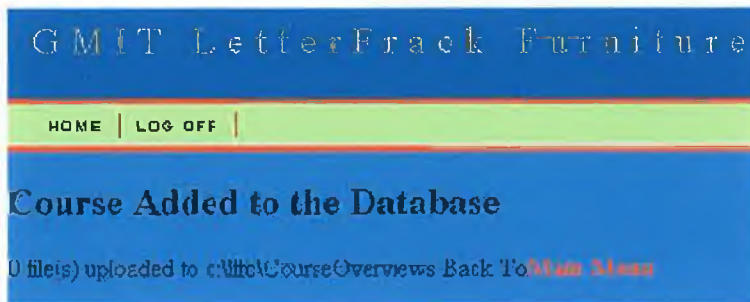 GMIT LetterFrack Furniture
HOME | LOG OFF |
Course Added to the Database
0 file(s) uploaded to CourseOverviews Back To Main Menu